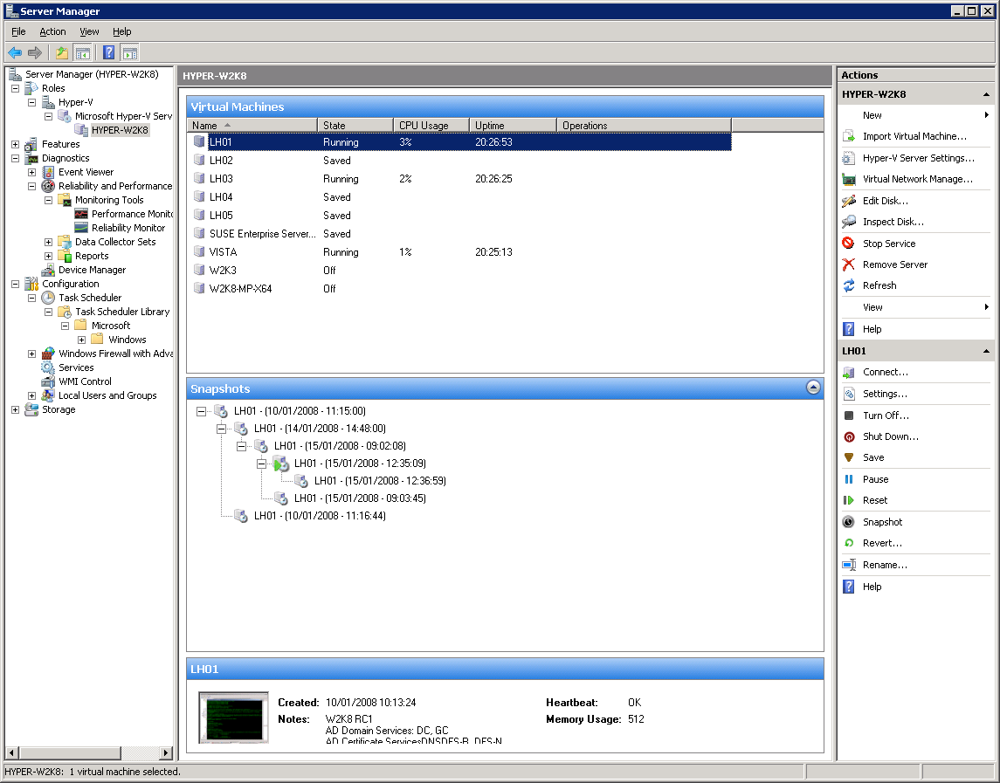 Server Manager
File Action View Help
Server Manager (HYPER-W2K8)
Roles
Hyper-V
Microsoft Hyper-V Serv
HYPER-W2K8
Features
Diagnostics
Event Viewer
Reliability and Performance
Monitoring Tools
Performance Monito
Reliability Monitor
Data Collector Sets
Reports
Device Manager
Configuration
Task Scheduler
Task Scheduler Library
Microsoft
Windows
Windows Firewall with Adva
Services
WMI Control
Local Users and Groups
Storage
HYPER-W2K8
Virtual Machines
Name State CPU Usage Uptime Operations
LH01 Running 3% 20:26:53
LH02 Saved
LH03 Running 2% 20:26:25
LH04 Saved
LH05 Saved
SUSE Enterprise Server... Saved
VISTA Running 1% 20:25:13
W2K3 Off
W2K8-MP-X64 Off
Snapshots
LH01 - (10/01/2008 - 11:15:00)
LH01 - (14/01/2008 - 14:48:00)
LH01 - (15/01/2008 - 09:02:08)
LH01 - (15/01/2008 - 12:35:09)
LH01 - (15/01/2008 - 12:36:59)
LH01 - (15/01/2008 - 09:03:45)
LH01 - (10/01/2008 - 11:16:44)
LH01
Created: 10/01/2008 10:13:24 Heartbeat: OK
Notes: W2K8 RC1 Memory Usage: 512
AD Domain Services: DC, GC
AD Certificate ServicesDNSDFS-R, DFS-N
Actions
HYPER-W2K8
New
Import Virtual Machine...
Hyper-V Server Settings...
Virtual Network Manage...
Edit Disk...
Inspect Disk...
Stop Service
Remove Server
Refresh
View
Help
LH01
Connect...
Settings...
Turn Off...
Shut Down...
Save
Pause
Reset
Snapshot
Revert...
Rename...
Help
HYPER-W2K8: 1 virtual machine selected.